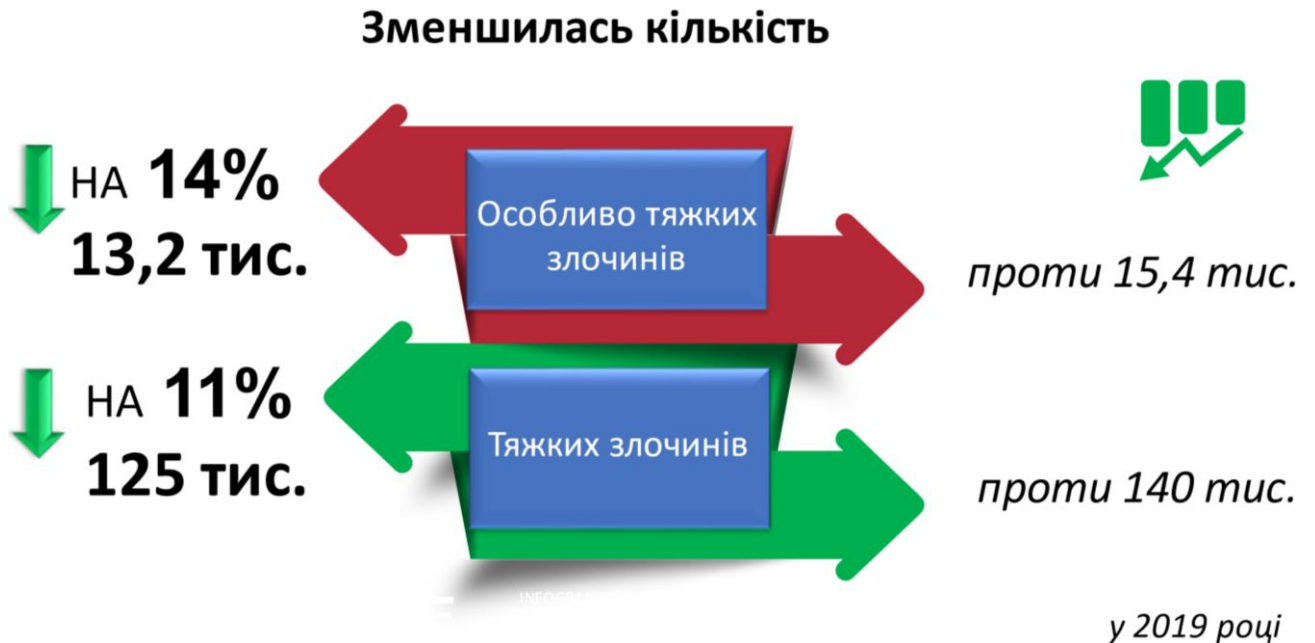 Зменшилась кількість
НА 14%
13,2 тис.
Особливо тяжких
злочинів
проти 15,4 тис.
НА 11%
125 тис.
Тяжких злочинів
проти 140 тис.
у 2019 році